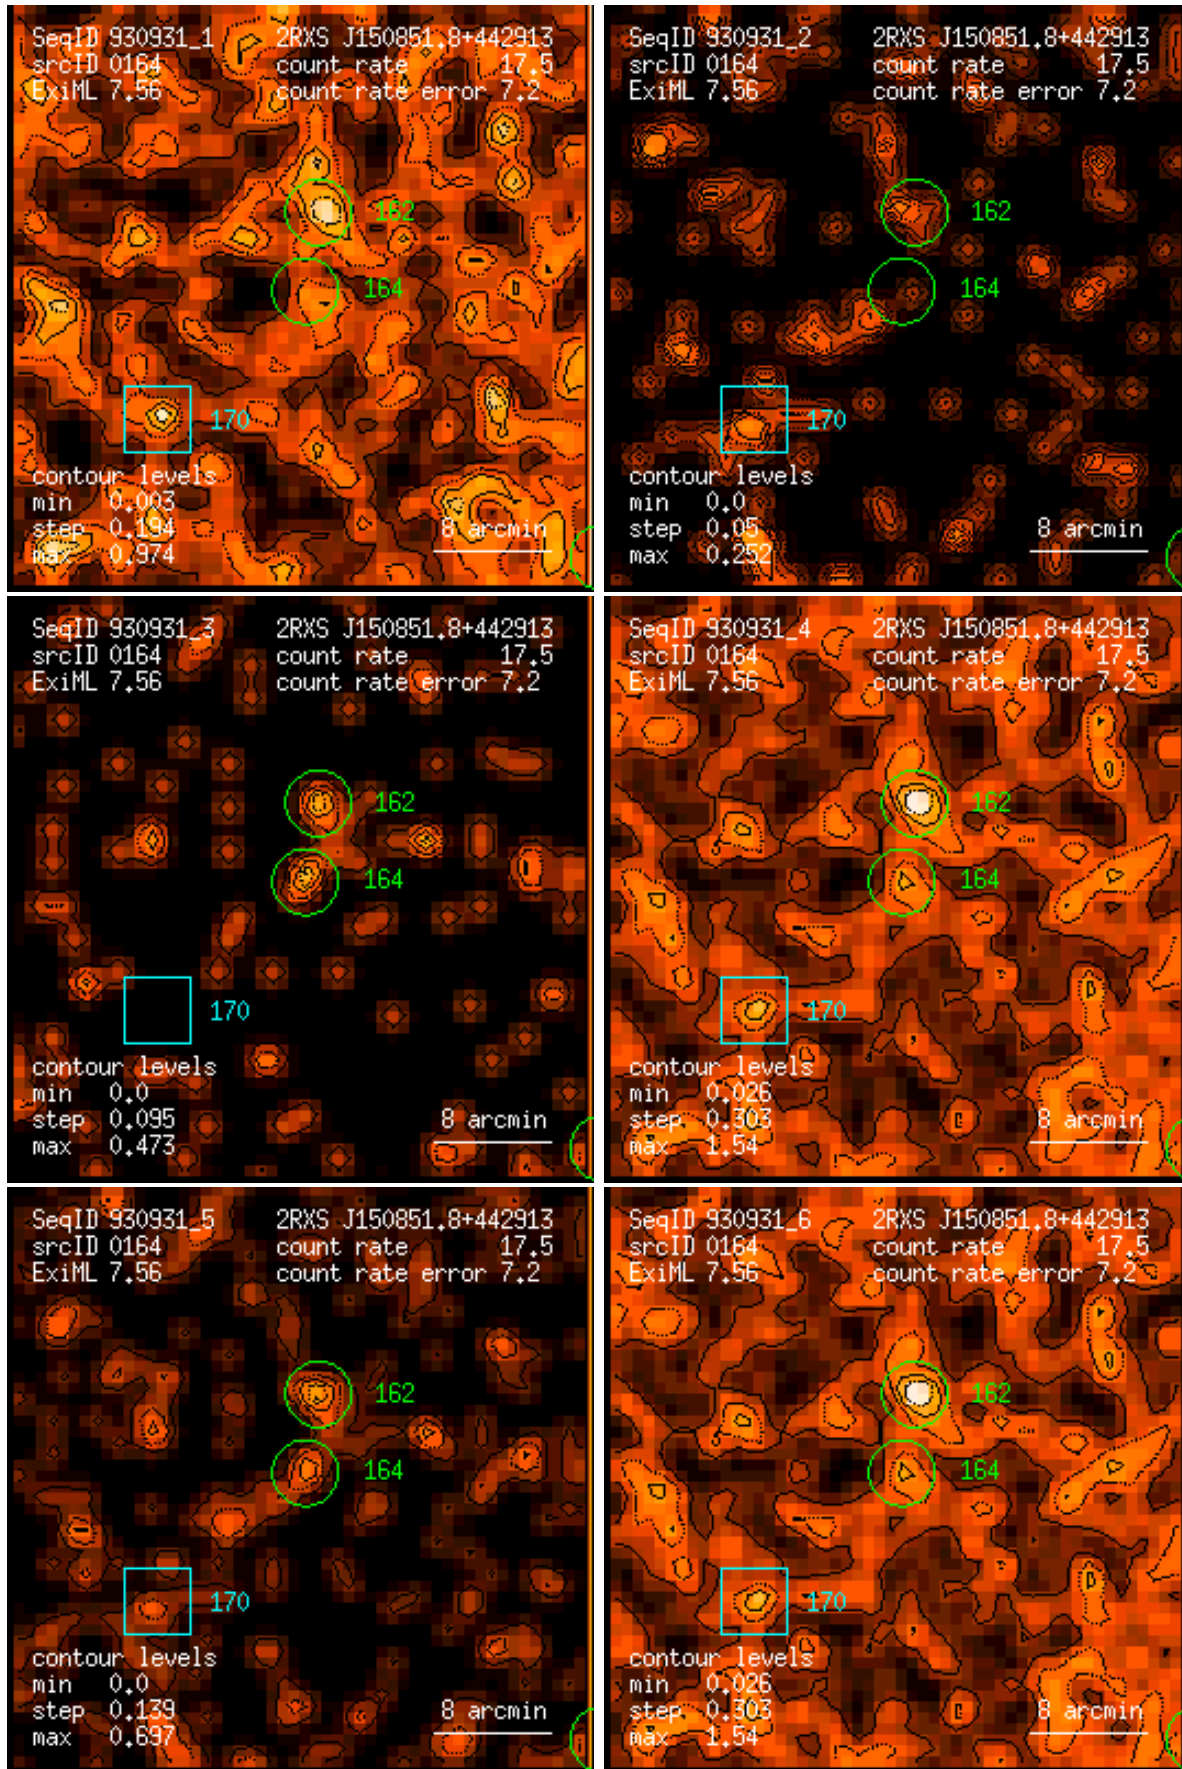 SeqID 930931_1 2RXS J150851.8+442913
srcID 0164 count rate 17.5
ExiML 7.56 count rate error 7.2
162
164
170
contour levels
min 0.003
step 0.194 8 arcmin
max 0.974
SeqID 930931_2 2RXS J150851.8+442913
srcID 0164 count rate 17.5
ExiML 7.56 count rate error 7.2
162
164
170
contour levels
min 0.0
step 0.05 8 arcmin
max 0.252
SeqID 930931_3 2RXS J150851.8+442913
srcID 0164 count rate 17.5
ExiML 7.56 count rate error 7.2
162
164
170
contour levels
min 0.0
step 0.095 8 arcmin
max 0.473
SeqID 930931_4 2RXS J150851.8+442913
srcID 0164 count rate 17.5
ExiML 7.56 count rate error 7.2
162
164
170
contour levels
min 0.026
step 0.303 8 arcmin
max 1.54
SeqID 930931_5 2RXS J150851.8+442913
srcID 0164 count rate 17.5
ExiML 7.56 count rate error 7.2
162
164
170
contour levels
min 0.0
step 0.139 8 arcmin
max 0.697
SeqID 930931_6 2RXS J150851.8+442913
srcID 0164 count rate 17.5
ExiML 7.56 count rate error 7.2
162
164
170
contour levels
min 0.026
step 0.303 8 arcmin
max 1.54